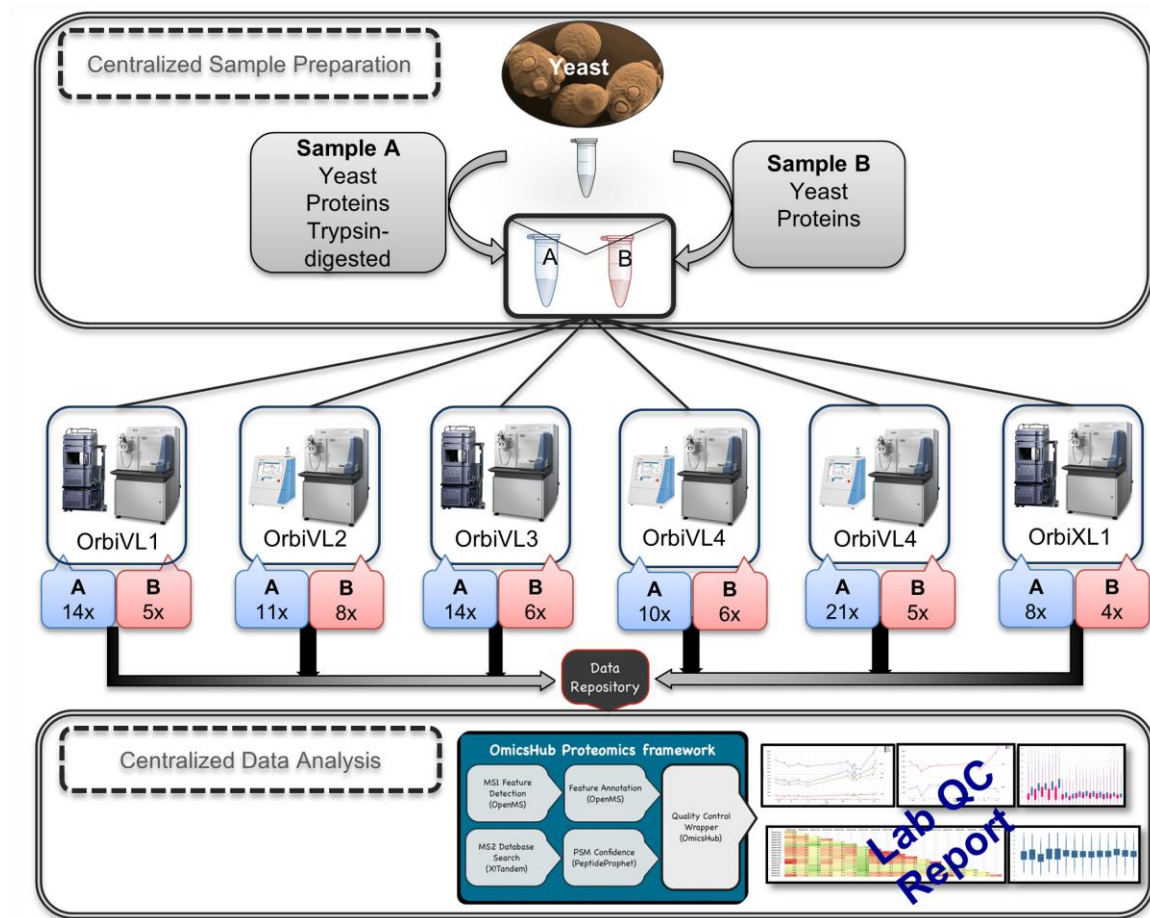 Centralized Sample Preparation
Yeast
Sample A
Yeast
Proteins
Trypsin-
digested
Sample B
Yeast
Proteins
A
B
OrbiVL1
OrbiVL2
OrbiVL3
OrbiVL4
OrbiVL4
OrbiXL1
A
14x
B
5x
A
11x
B
8x
A
14x
B
6x
A
10x
B
6x
A
21x
B
5x
A
8x
B
4x
Data
Repository
Centralized Data Analysis
OmicsHub Proteomics framework
MS1 Feature
Detection
(OpenMS)
Feature Annotation
(OpenMS)
MS2 Database
Search
(X!Tandem)
PSM Confidence
(PeptideProphet)
Quality Control
Wrapper
(OmicsHub)
Lab QC
Report